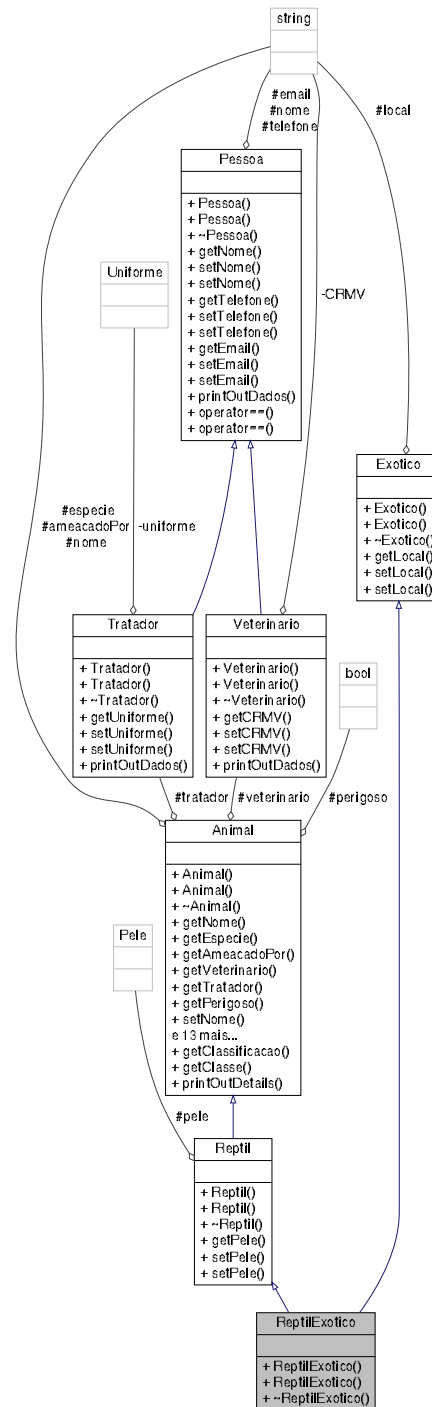 string
#email
#nome
#telefone
#local
Pessoa
+ Pessoa()
+ Pessoa()
+ ~Pessoa()
+ getNome()
+ setNome()
+ setNome()
+ getTelefone()
+ setTelefone()
+ setTelefone()
+ getEmail()
+ setEmail()
+ setEmail()
+ printOutDados()
+ operator==()
+ operator==()
Uniforme
-CRMV
Exotico
+ Exotico()
+ Exotico()
+ ~Exotico()
+ getLocal()
+ setLocal()
+ setLocal()
#especie
#ameacadoPor
#nome
-uniforme
Tratador
+ Tratador()
+ Tratador()
+ ~Tratador()
+ getUniforme()
+ setUniforme()
+ setUniforme()
+ printOutDados()
Veterinario
+ Veterinario()
+ Veterinario()
+ ~Veterinario()
+ getCRMV()
+ setCRMV()
+ setCRMV()
+ printOutDados()
bool
#tratador
#veterinario
#perigoso
Animal
+ Animal()
+ Animal()
+ ~Animal()
+ getNome()
+ getEspecie()
+ getAmeacadoPor()
+ getVeterinario()
+ getTratador()
+ getPerigoso()
+ setNome()
e 13 mais...
+ getClassificacao()
+ getClasse()
+ printOutDetails()
Pele
#pele
Reptil
+ Reptil()
+ Reptil()
+ ~Reptil()
+ getPele()
+ setPele()
+ setPele()
ReptilExotico
+ ReptilExotico()
+ ReptilExotico()
+ ~ReptilExotico()